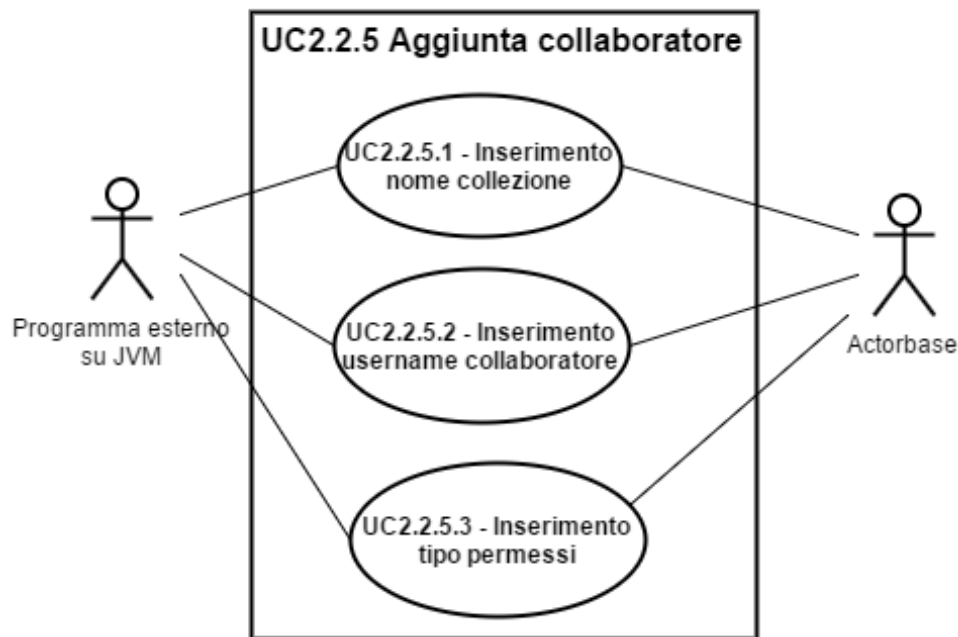 UC2.2.5 Aggiunta collaboratore
UC2.2.5.1 - Inserimento
nome collezione
UC2.2.5.2 - Inserimento
username collaboratore
UC2.2.5.3 - Inserimento
tipo permessi
Programma esterno
su JVM
Actorbase